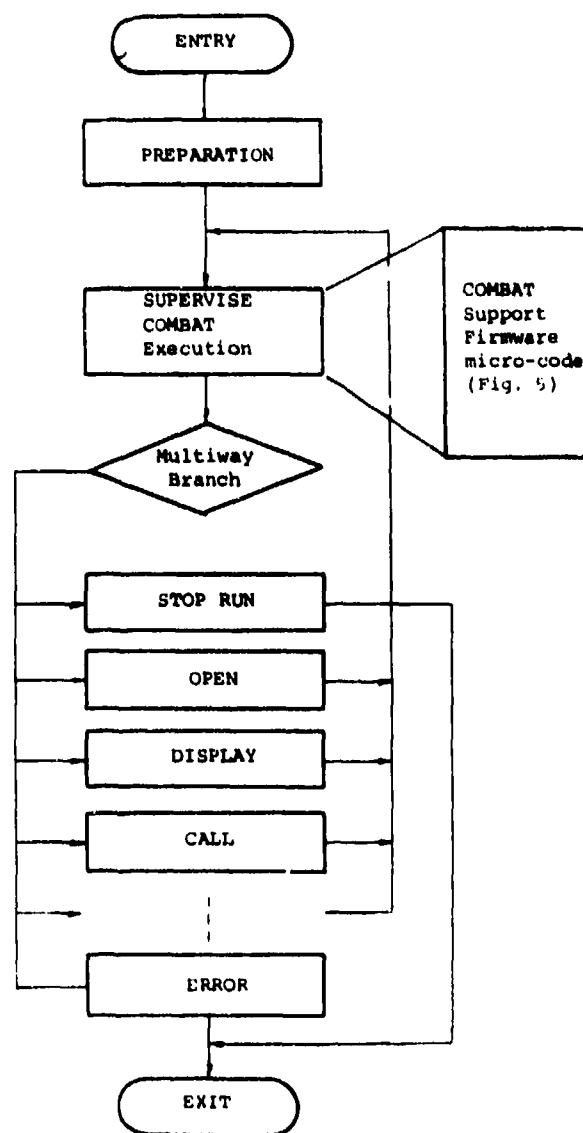 ENTRY
PREPARATION
SUPERVISE
COMBAT
Execution
COMBAT
Support
Firmware
micro-code
(Fig. 5)
Multiway
Branch
STOP RUN
OPEN
DISPLAY
CALL
ERROR
EXIT